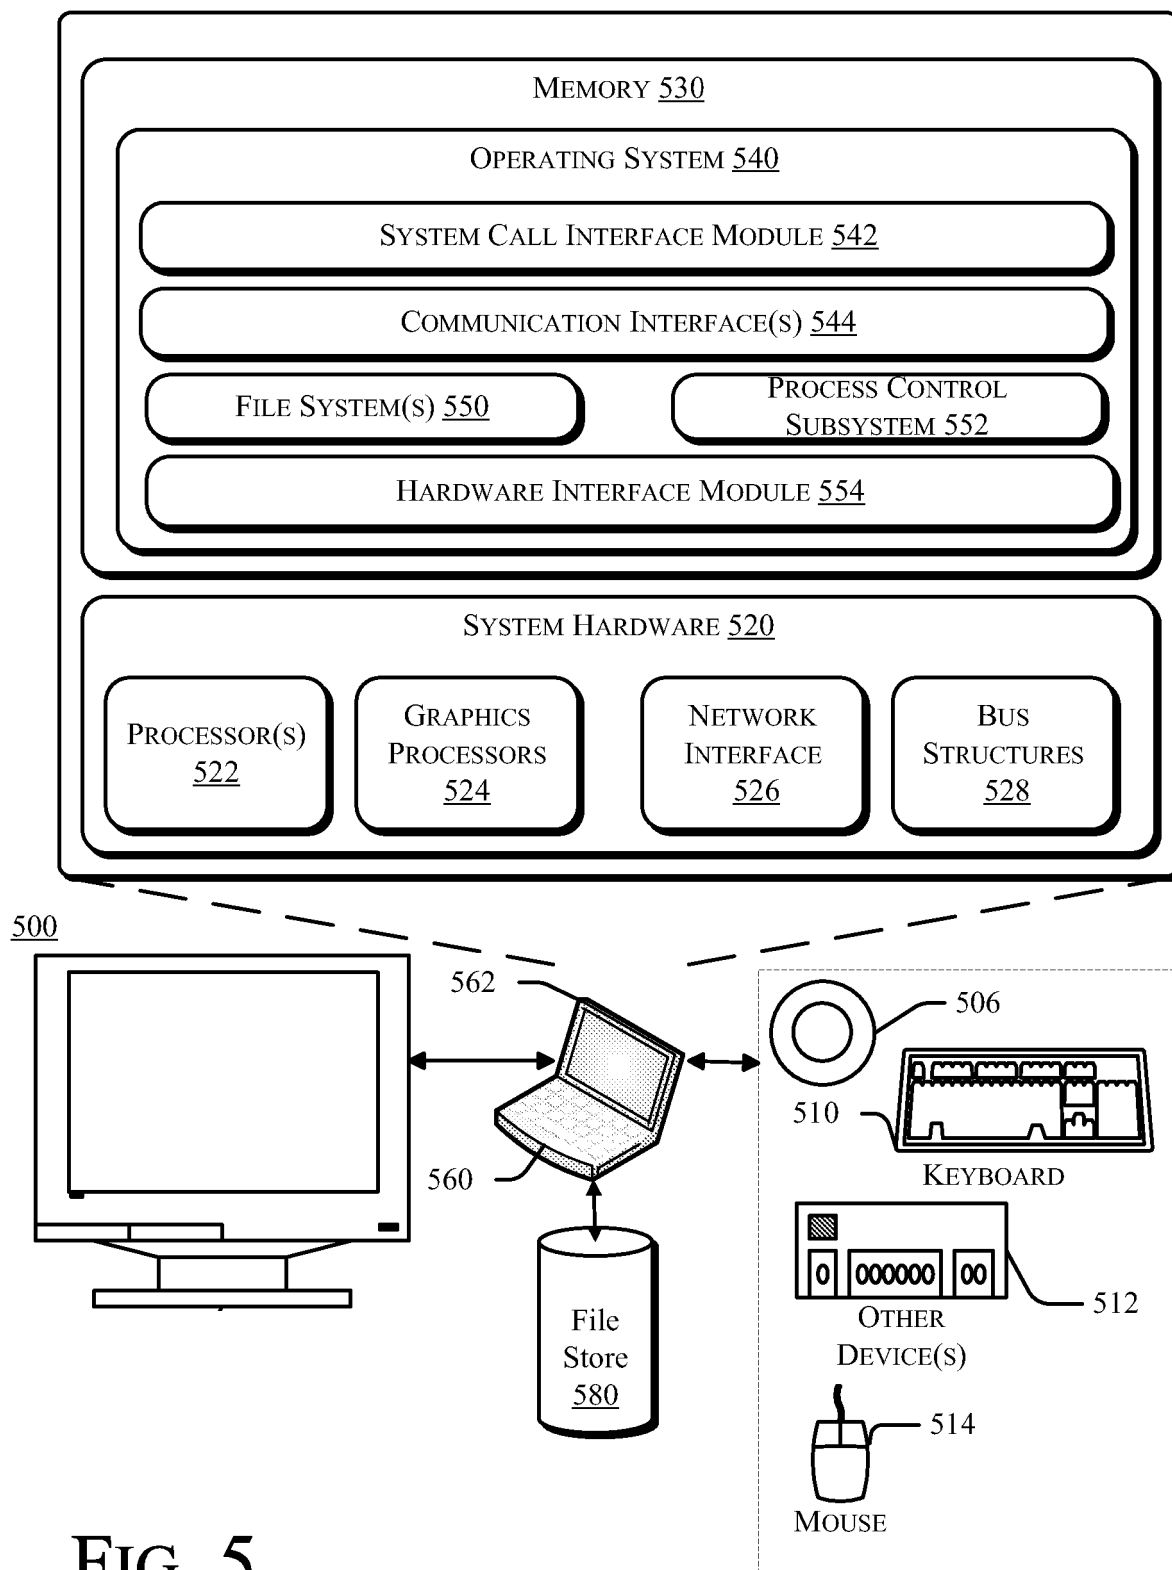 MEMORY 530
OPERATING SYSTEM 540
SYSTEM CALL INTERFACE MODULE 542
COMMUNICATION INTERFACE(S) 544
FILE SYSTEM(S) 550
PROCESS CONTROL
SUBSYSTEM 552
HARDWARE INTERFACE MODULE 554
SYSTEM HARDWARE 520
PROCESSOR(S)
522
GRAPHICS
PROCESSORS
524
NETWORK
INTERFACE
526
BUS
STRUCTURES
528
500
562
506
510
560
KEYBOARD
512
OTHER
DEVICE(S)
File
Store
580
514
MOUSE
FIG. 5